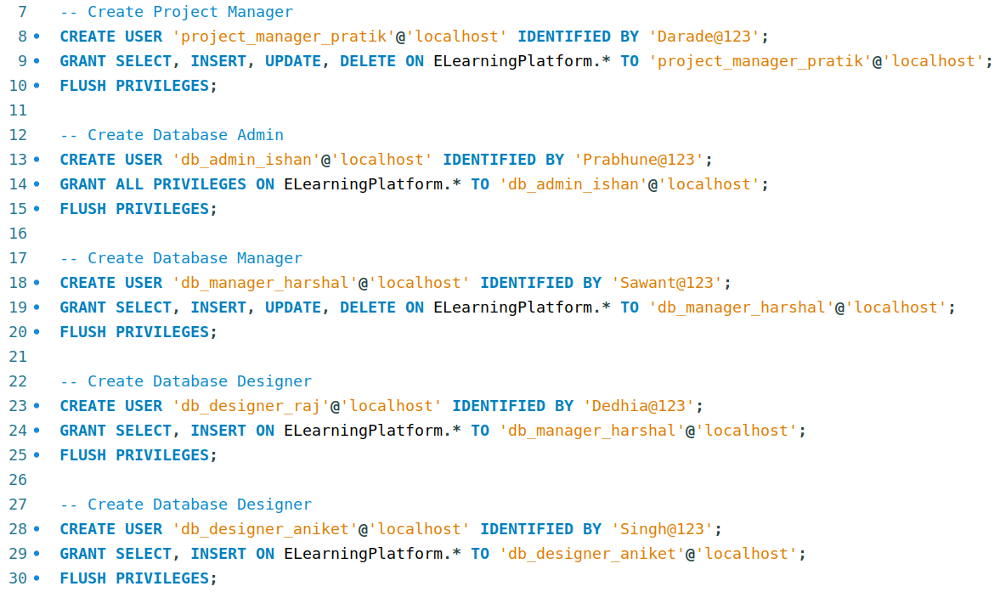 7 -- Create Project Manager
8 CREATE USER 'project_manager_pratik'@'localhost' IDENTIFIED BY 'Darade@123';
9 GRANT SELECT, INSERT, UPDATE, DELETE ON ELearningPlatform.* TO 'project_manager_pratik'@'localhost';
10 FLUSH PRIVILEGES;
11
12 -- Create Database Admin
13 CREATE USER 'db_admin_ishan'@'localhost' IDENTIFIED BY 'Prabhune@123';
14 GRANT ALL PRIVILEGES ON ELearningPlatform.* TO 'db_admin_ishan'@'localhost';
15 FLUSH PRIVILEGES;
16
17 -- Create Database Manager
18 CREATE USER 'db_manager_harshal'@'localhost' IDENTIFIED BY 'Sawant@123';
19 GRANT SELECT, INSERT, UPDATE, DELETE ON ELearningPlatform.* TO 'db_manager_harshal'@'localhost';
20 FLUSH PRIVILEGES;
21
22 -- Create Database Designer
23 CREATE USER 'db_designer_raj'@'localhost' IDENTIFIED BY 'Dedhia@123';
24 GRANT SELECT, INSERT ON ELearningPlatform.* TO 'db_manager_harshal'@'localhost';
25 FLUSH PRIVILEGES;
26
27 -- Create Database Designer
28 CREATE USER 'db_designer_aniket'@'localhost' IDENTIFIED BY 'Singh@123';
29 GRANT SELECT, INSERT ON ELearningPlatform.* TO 'db_designer_aniket'@'localhost';
30 FLUSH PRIVILEGES;